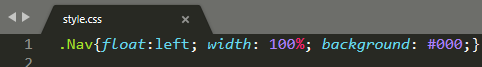 style.css ×
1 .Nav{float:left; width: 100%; background: #000;}
2